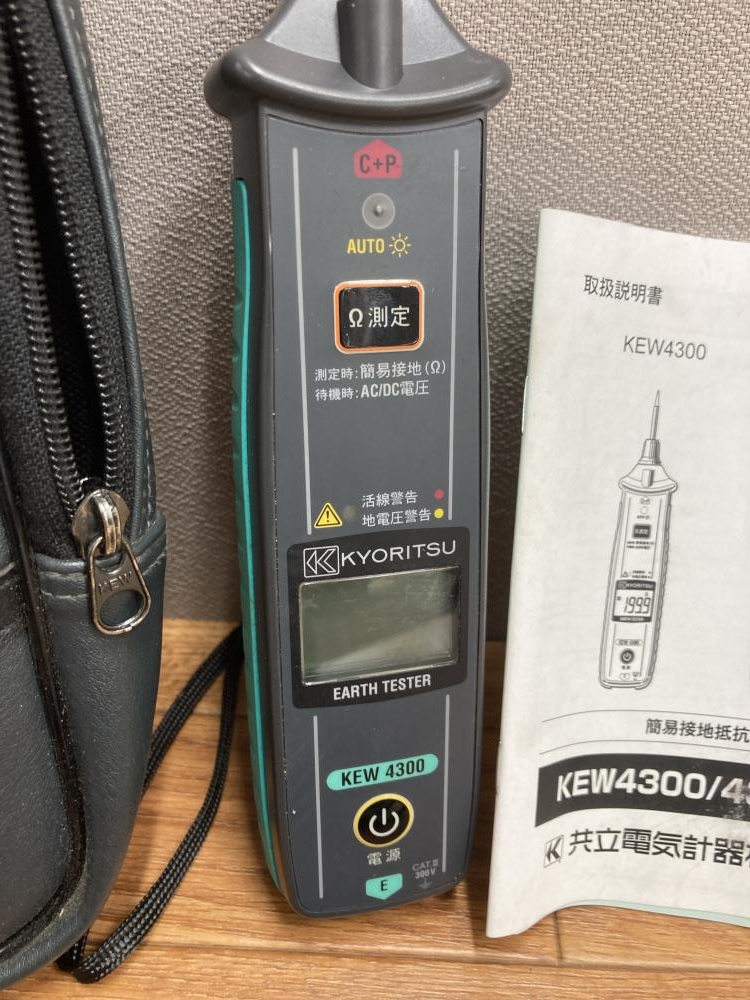 C+P
AUTO
Ω 測定
測定時:簡易接地(Ω)
待機時:AC/DC電圧
活線警告
地電圧警告
KYORITSU
EARTH TESTER
KEW 4300
電源
CAT.Ⅲ
300V
E
KEW
取扱説明書
KEW4300
KYORITSU
199.9
簡易接地抵抗
KEW4300/4
共立電気計器